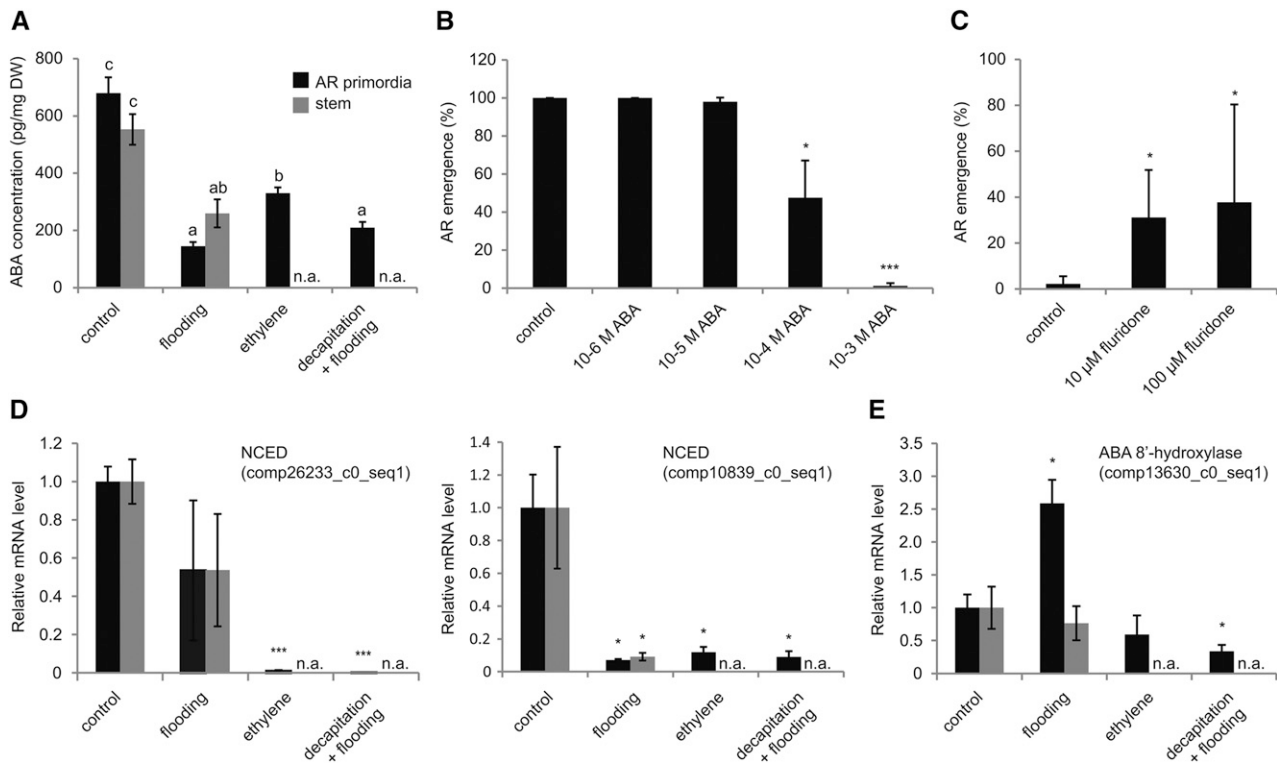 A
ABA concentration (pg/mg DW)
800
600
400
200
0
c
c
a
ab
b
n.a.
a
n.a.
AR primordia
stem
control
flooding
ethylene
decapitation
+ flooding
B
AR emergence (%)
120
100
80
60
40
20
0
*
***
control
10-6 M ABA
10-5 M ABA
10-4 M ABA
10-3 M ABA
C
AR emergence (%)
100
80
60
40
20
0
*
*
control
10 µM fluridone
100 µM fluridone
D
Relative mRNA level
1.2
1.0
0.8
0.6
0.4
0.2
0
NCED
(comp26233_c0_seq1)
***
n.a.
***
n.a.
control
flooding
ethylene
decapitation
+ flooding
Relative mRNA level
1.4
1.2
1.0
0.8
0.6
0.4
0.2
0
NCED
(comp10839_c0_seq1)
*
*
*
n.a.
*
n.a.
control
flooding
ethylene
decapitation
+ flooding
E
Relative mRNA level
3.5
3.0
2.5
2.0
1.5
1.0
0.5
0
ABA 8'-hydroxylase
(comp13630_c0_seq1)
*
n.a.
*
n.a.
control
flooding
ethylene
decapitation
+ flooding